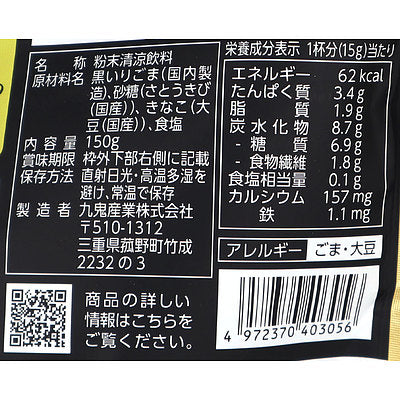 名　称 粉末清涼飲料
原材料名 黒いりごま(国内製
造)、砂糖(さとうきび
(国産))、きなこ(大
豆(国産))、食塩
内 容 量 150g
賞味期限 枠外下部右側に記載
保存方法 直射日光・高温多湿を
避け、常温で保存
製 造 者 九鬼産業株式会社
〒510-1312
三重県菰野町竹成
2232の3
栄養成分表示 1杯分(15g)当たり
エネルギー 62 kcal
たんぱく質 3.4 g
脂質 1.9 g
炭水化物 8.7 g
- 糖質 6.9 g
- 食物繊維 1.8 g
食塩相当量 0.1 g
カルシウム 157 mg
鉄 1.1 mg
アレルギー ごま・大豆
商品の詳しい
情報はこちらを
ご覧ください。
4 972370 403056